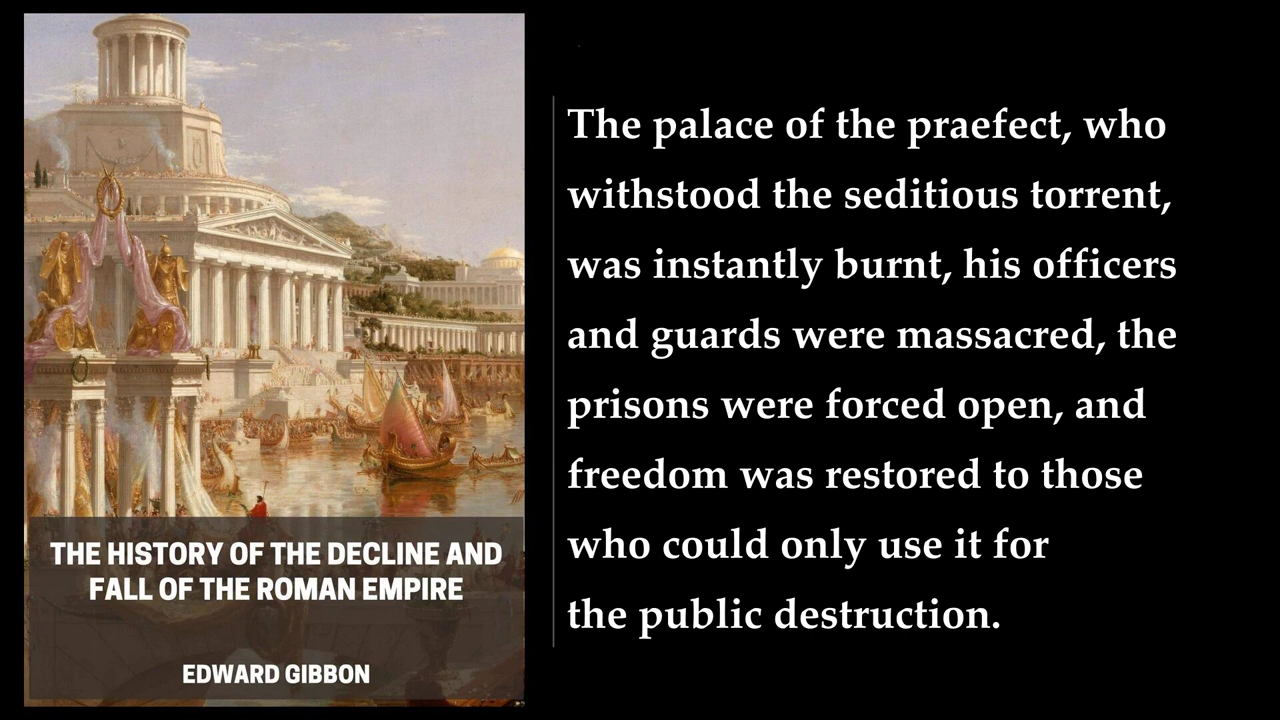 THE HISTORY OF THE DECLINE AND
FALL OF THE ROMAN EMPIRE
EDWARD GIBBON
The palace of the praefect, who
withstood the seditious torrent,
was instantly burnt, his officers
and guards were massacred, the
prisons were forced open, and
freedom was restored to those
who could only use it for
the public destruction.